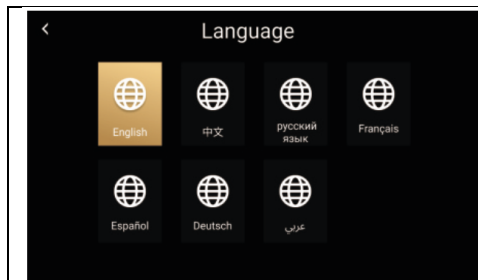 Language
English
中文
русский
язык
Français
Español
Deutsch
عربي